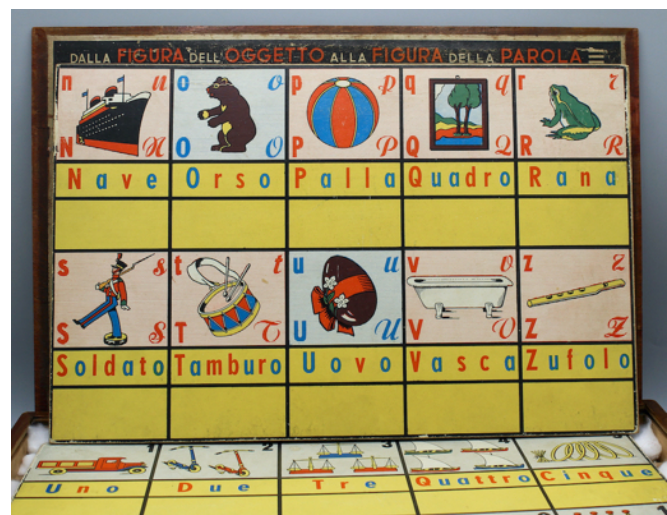 DALLA FIGURA DELL'OGGETTO ALLA FIGURA DELLA PAROLA
n n o o p p q q r r
N N O O P P Q Q R R
Nave Orso Palla Quadro Rana
s s t t u u v v z z
S S T T U U V V Z Z
Soldato Tamburo Uovo Vasca Zufolo
1 2 3 4 5
Uno Due Tre Quattro Cinque